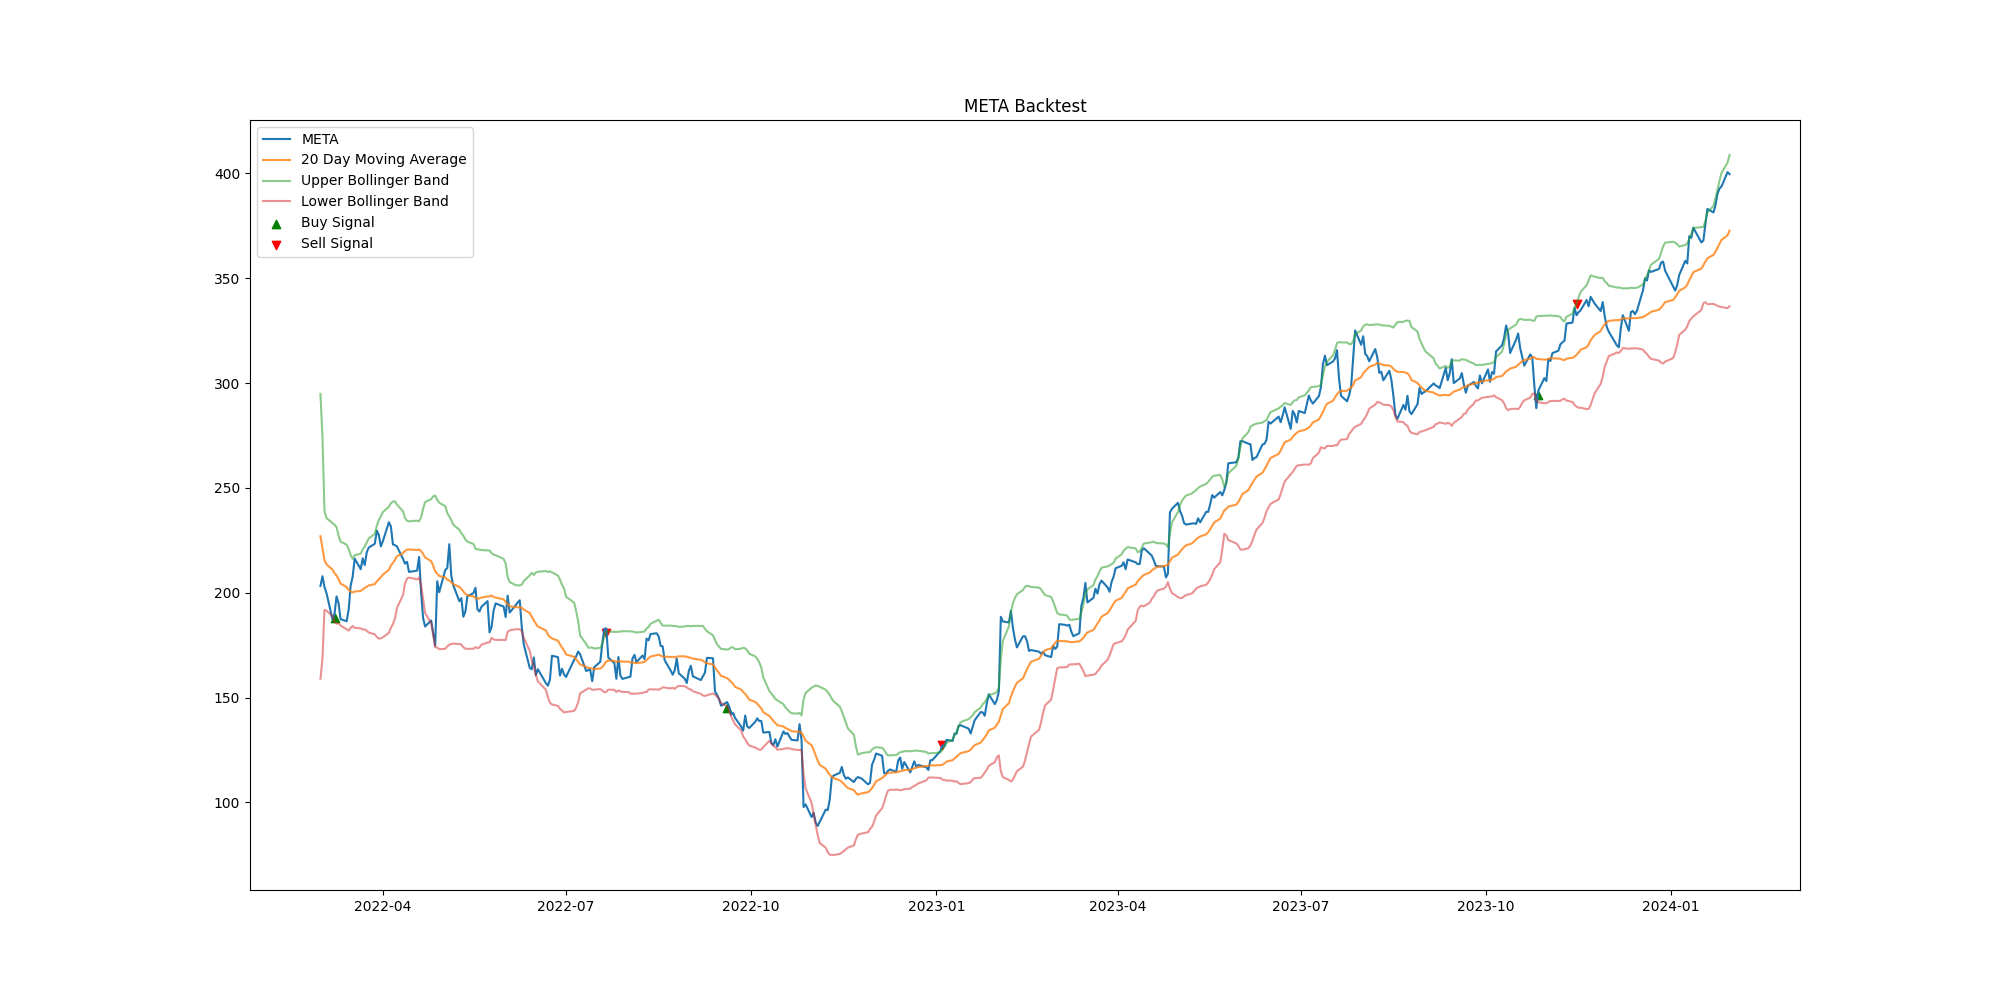 META Backtest
META
20 Day Moving Average
Upper Bollinger Band
Lower Bollinger Band
Buy Signal
Sell Signal
400
350
300
250
200
150
100
2022-04 2022-07 2022-10 2023-01 2023-04 2023-07 2023-10 2024-01